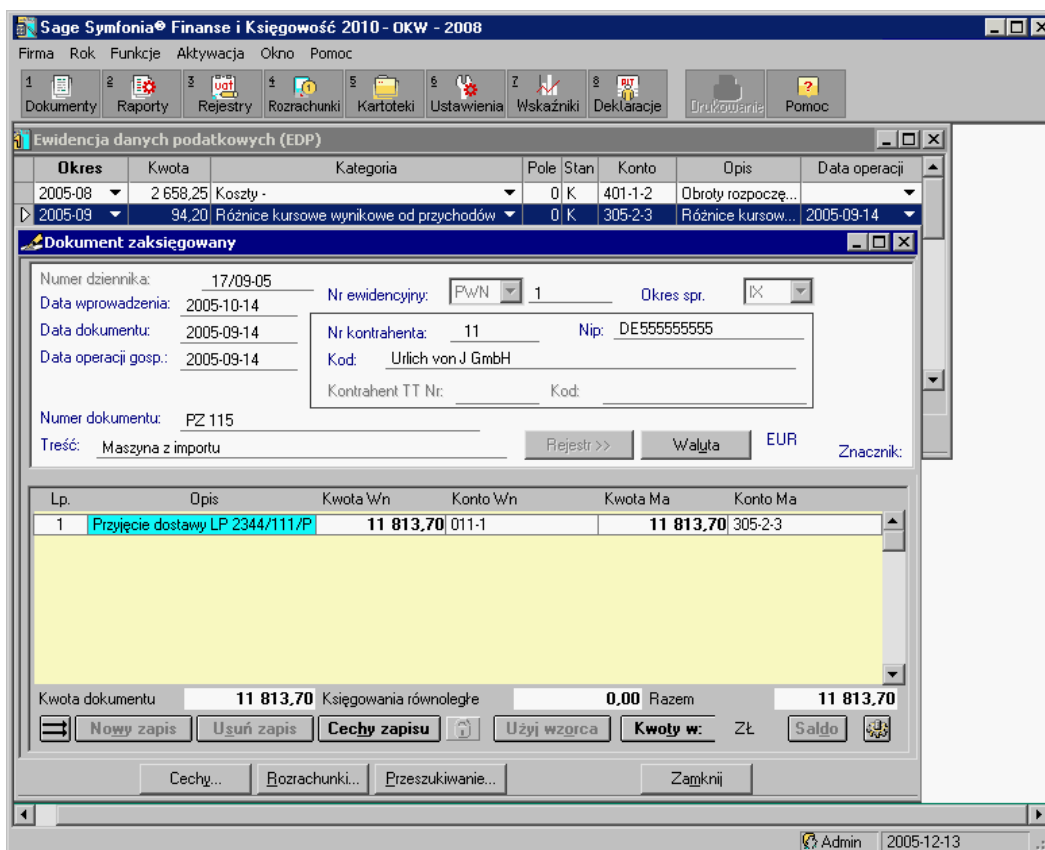 Sage Symfonia® Finanse i Księgowość 2010 - OKW - 2008
Firma Rok Funkcje Aktywacja Okno Pomoc
1 2 3 4 5 6 7 8
vat RLT ?
Dokumenty Raporty Rejestry Rozrachunki Kartoteki Ustawienia Wskaźniki Deklaracje Drukowanie Pomoc
Ewidencja danych podatkowych (EDP)
Okres Kwota Kategoria Pole Stan Konto Opis Data operacji
2005-08 2 658,25 Koszty - 0 K 401-1-2 Obroty rozpoczę...
2005-09 94,20 Różnice kursowe wynikowe od przychodów 0 K 305-2-3 Różnice kursow... 2005-09-14
Dokument zaksięgowany
Numer dziennika: 17/09-05 Nr ewidencyjny: PWN 1 Okres spr. IX
Data wprowadzenia: 2005-10-14
Data dokumentu: 2005-09-14 Nr kontrahenta: 11 Nip: DE555555555
Data operacji gosp.: 2005-09-14 Kod: Urlich von J GmbH
Kontrahent TT Nr: Kod:
Numer dokumentu: PZ 115
Treść: Maszyna z importu Rejestr >> Waluta EUR Znacznik:
Lp. Opis Kwota Wn Konto Wn Kwota Ma Konto Ma
1 Przyjęcie dostawy LP 2344/111/P 11 813,70 011-1 11 813,70 305-2-3
Kwota dokumentu 11 813,70 Księgowania równoległe 0,00 Razem 11 813,70
Nowy zapis Usuń zapis Cechy zapisu Użyj wzorca Kwoty w: ZŁ Saldo
Cechy... Rozrachunki... Przeszukiwanie... Zamknij
Admin 2005-12-13